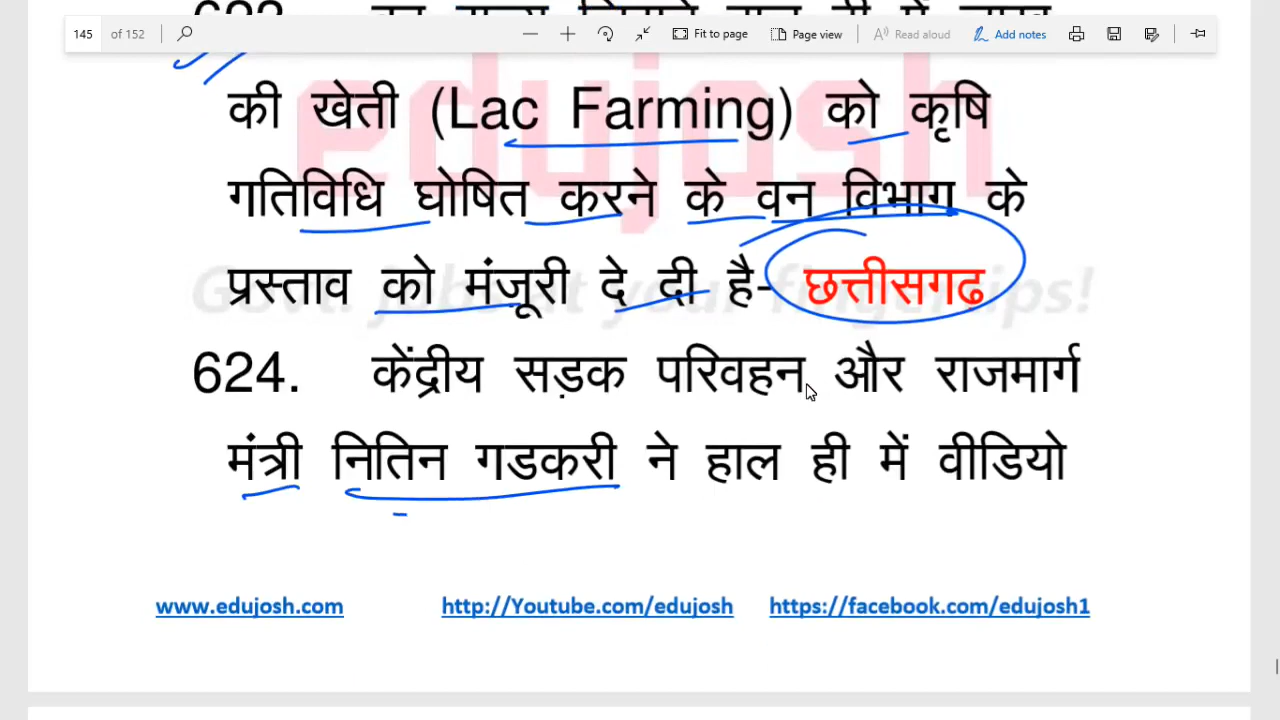 145 of 152 Fit to page Page view Read aloud Add notes
की खेती (Lac Farming) को कृषि
गतिविधि घोषित करने के वन विभाग के
प्रस्ताव को मंजूरी दे दी है- छत्तीसगढ
624. केंद्रीय सड़क परिवहन और राजमार्ग
मंत्री नितिन गडकरी ने हाल ही में वीडियो
www.edujosh.com http://Youtube.com/edujosh https://facebook.com/edujosh1
edujosh